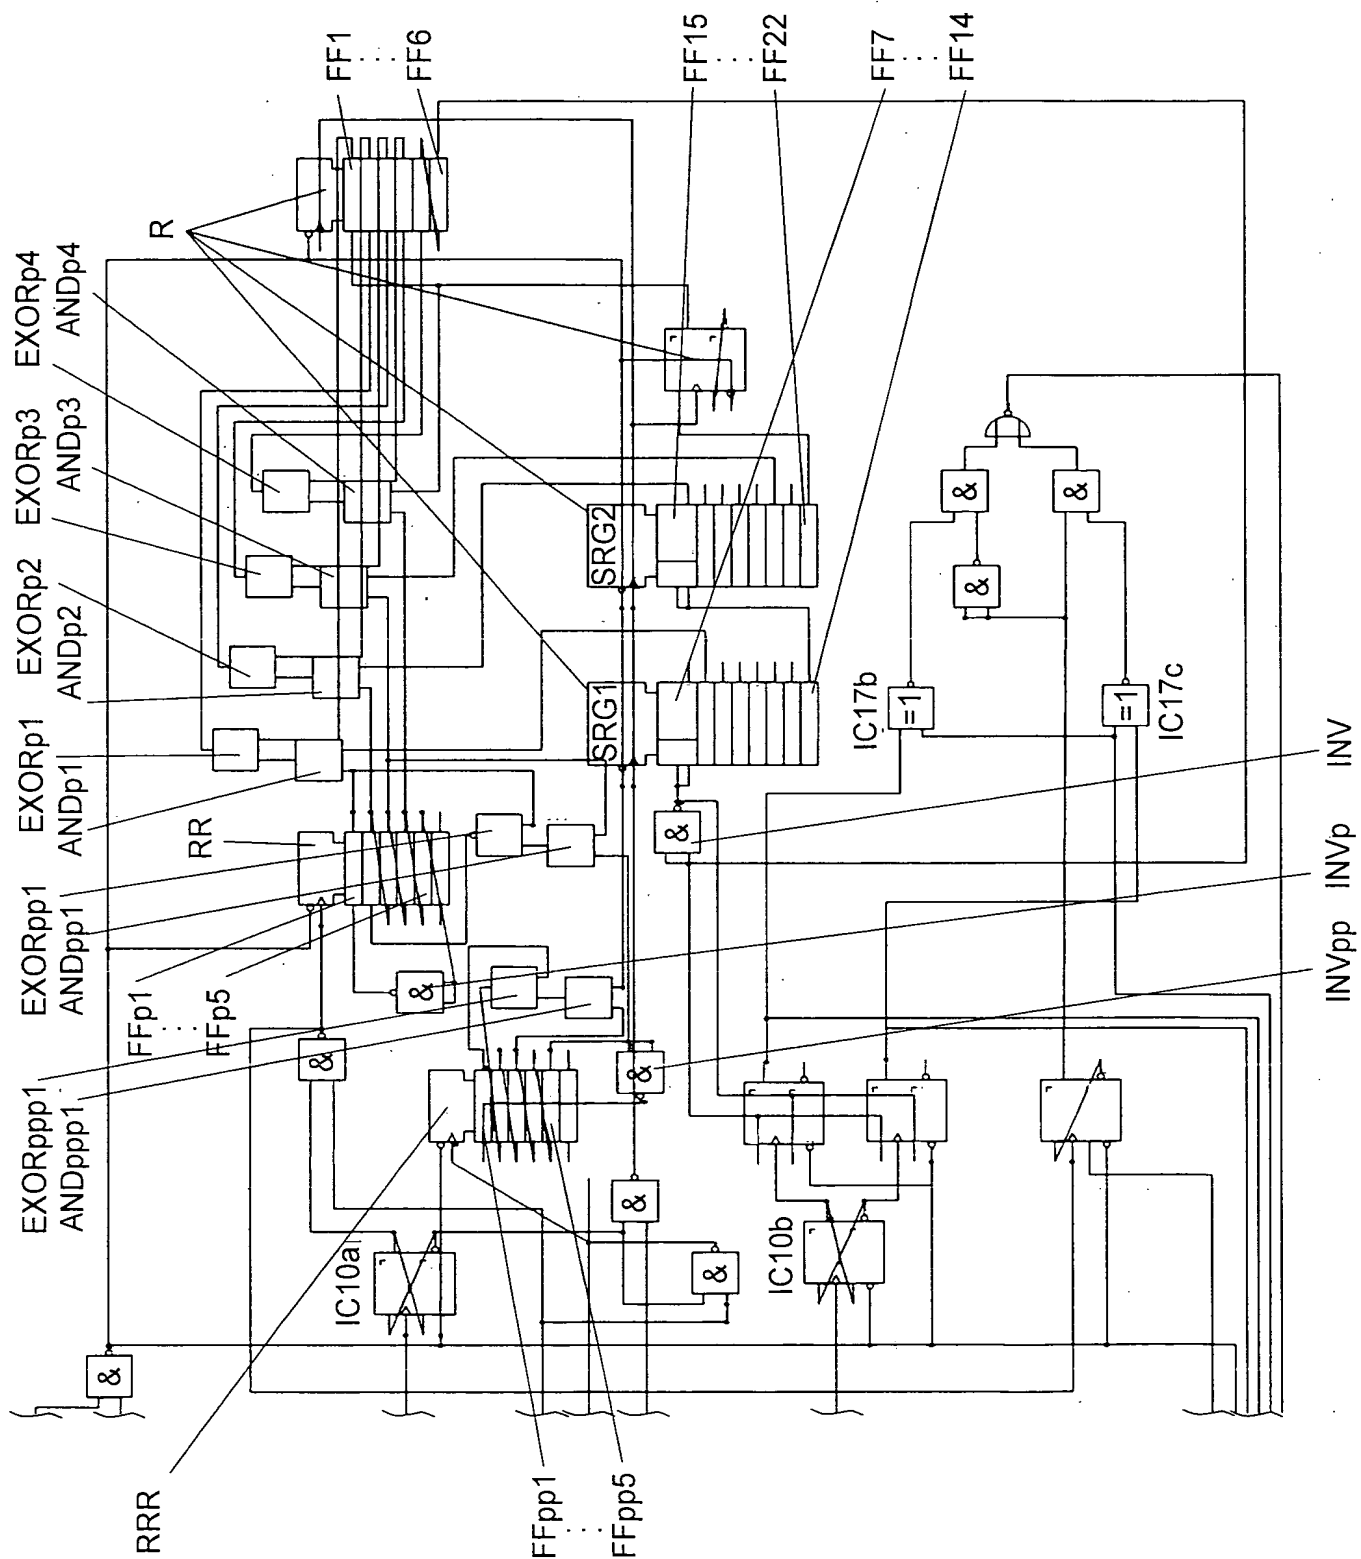 EXORp4
ANDp4
EXORp3
ANDp3
EXORp2
ANDp2
EXORp1
ANDp1
EXORpp1
ANDpp1
FFp1
.....
FFp5
EXORppp1
ANDppp1
RRR
R
RR
FF1
.....
FF6
FF15
.....
FF22
FF7
.....
FF14
SRG2
SRG1
IC10a
IC10b
IC17b
IC17c
=1
=1
&
&
&
&
&
&
&
&
&
&
FFpp1
.....
FFpp5
INV
INVp
INVpp